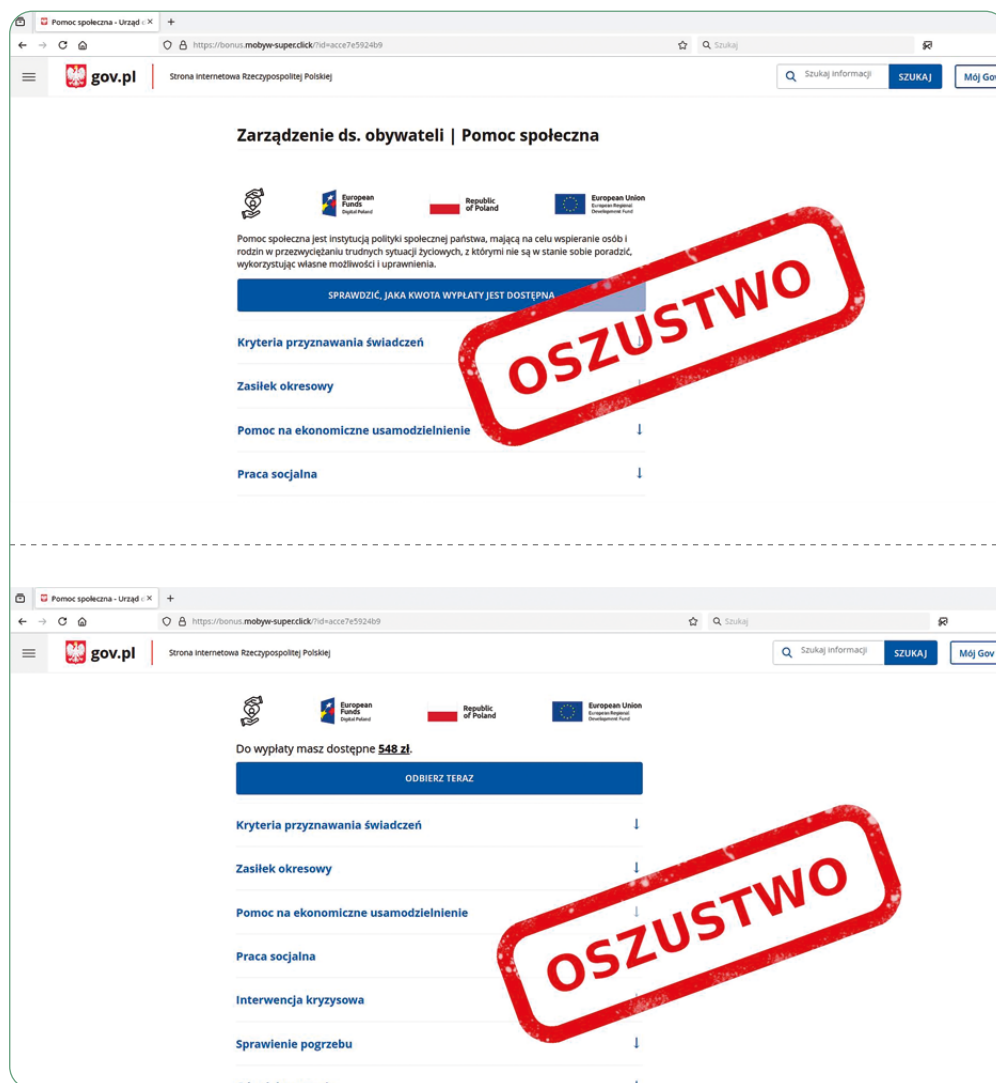 Pomoc społeczna - Urząd
https://bonus.mobyw-super.click/?id=acce7e5924b9
Szukaj
gov.pl
Strona internetowa Rzeczypospolitej Polskiej
Szukaj informacji
SZUKAJ
Mój Gov
Zarządzenie ds. obywateli | Pomoc społeczna
European
Funds
Digital Poland
Republic
of Poland
European Union
European Regional
Development Fund
Pomoc społeczna jest instytucją polityki społecznej państwa, mającą na celu wspieranie osób i
rodzin w przezwyciężaniu trudnych sytuacji życiowych, z którymi nie są w stanie sobie poradzić,
wykorzystując własne możliwości i uprawnienia.
SPRAWDZIĆ, JAKA KWOTA WYPŁATY JEST DOSTĘPNA
OSZUSTWO
Kryteria przyznawania świadczeń
Zasiłek okresowy
Pomoc na ekonomiczne usamodzielnienie
Praca socjalna
Pomoc społeczna - Urząd
https://bonus.mobyw-super.click/?id=acce7e5924b9
Szukaj
gov.pl
Strona internetowa Rzeczypospolitej Polskiej
Szukaj informacji
SZUKAJ
Mój Gov
European
Funds
Digital Poland
Republic
of Poland
European Union
European Regional
Development Fund
Do wypłaty masz dostępne 548 zł.
ODBIERZ TERAZ
Kryteria przyznawania świadczeń
Zasiłek okresowy
Pomoc na ekonomiczne usamodzielnienie
OSZUSTWO
Praca socjalna
Interwencja kryzysowa
Sprawienie pogrzebu